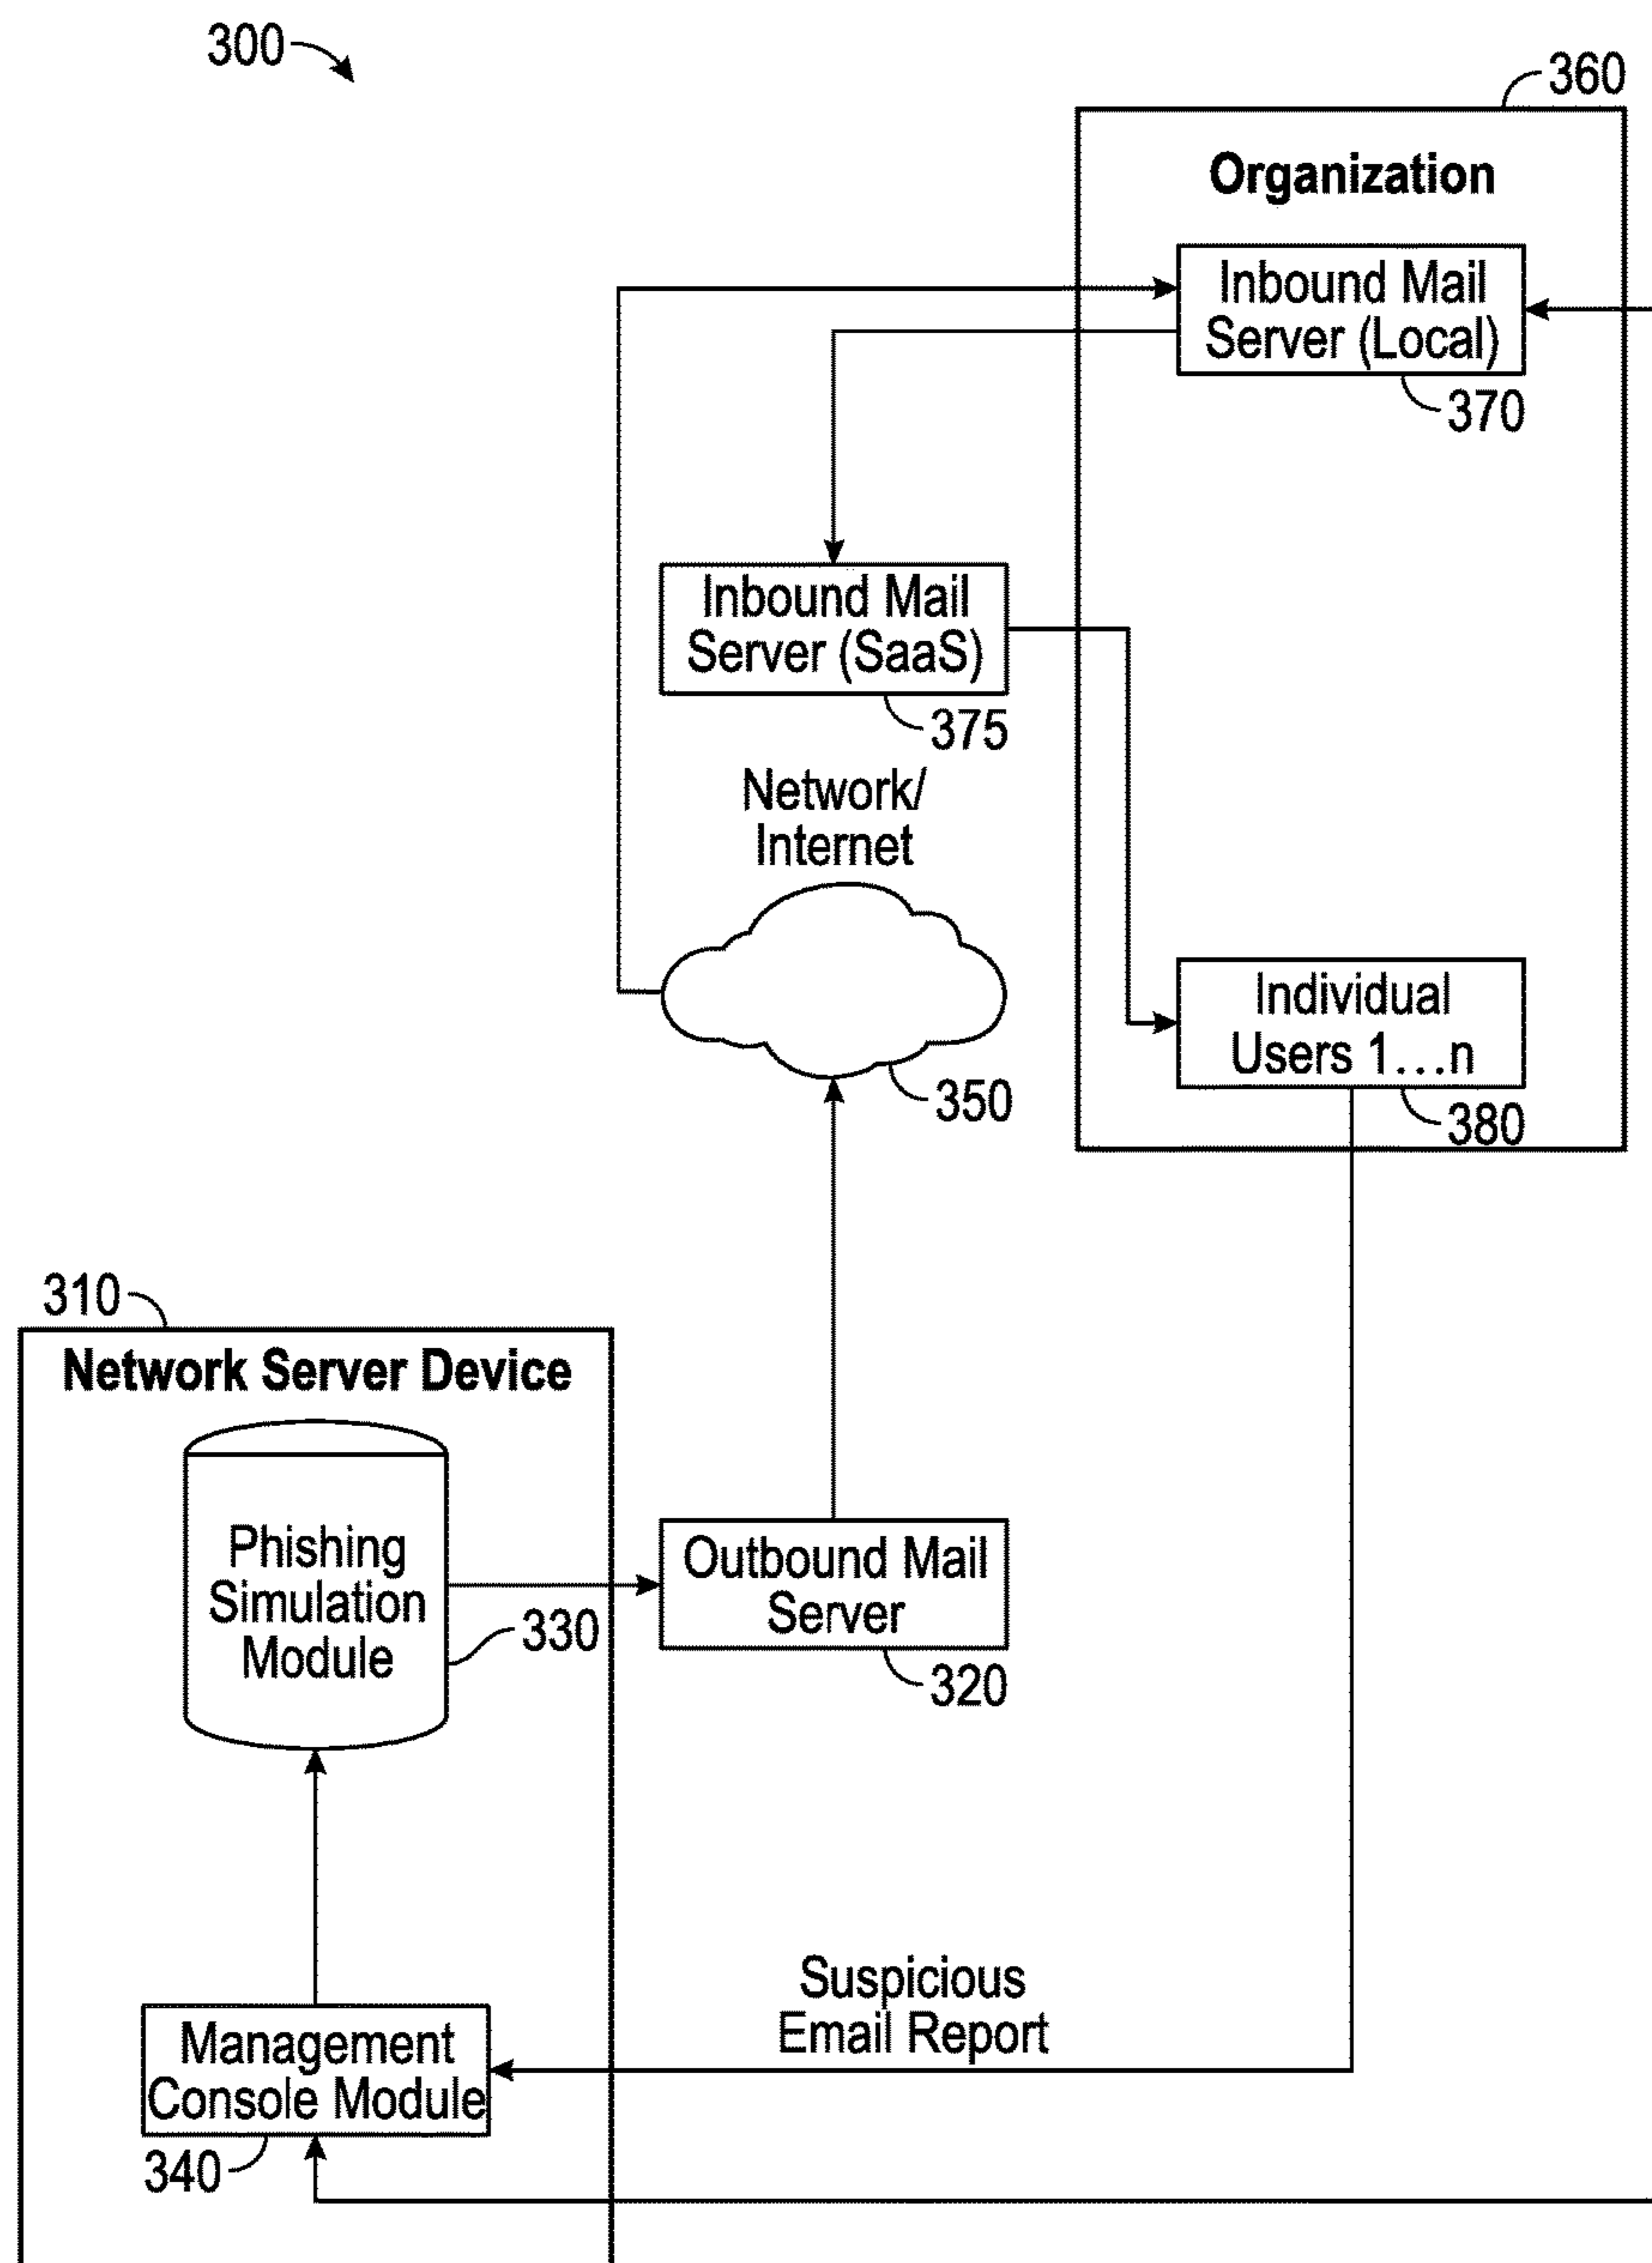 300
360
Organization
Inbound Mail
Server (Local)
370
Inbound Mail
Server (SaaS)
375
Network/
Internet
350
Individual
Users 1...n
380
310
Network Server Device
Phishing
Simulation
Module
330
Outbound Mail
Server
320
Suspicious
Email Report
Management
Console Module
340